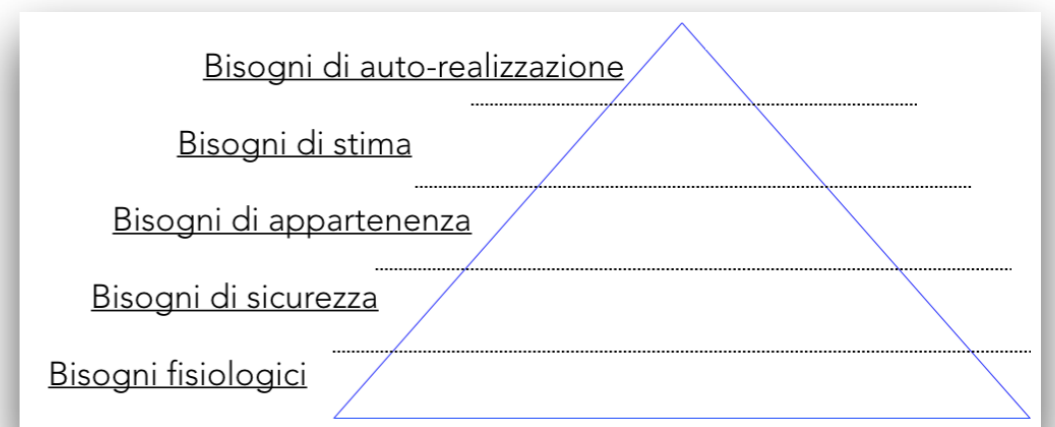 Bisogni di auto-realizzazione
Bisogni di stima
Bisogni di appartenenza
Bisogni di sicurezza
Bisogni fisiologici